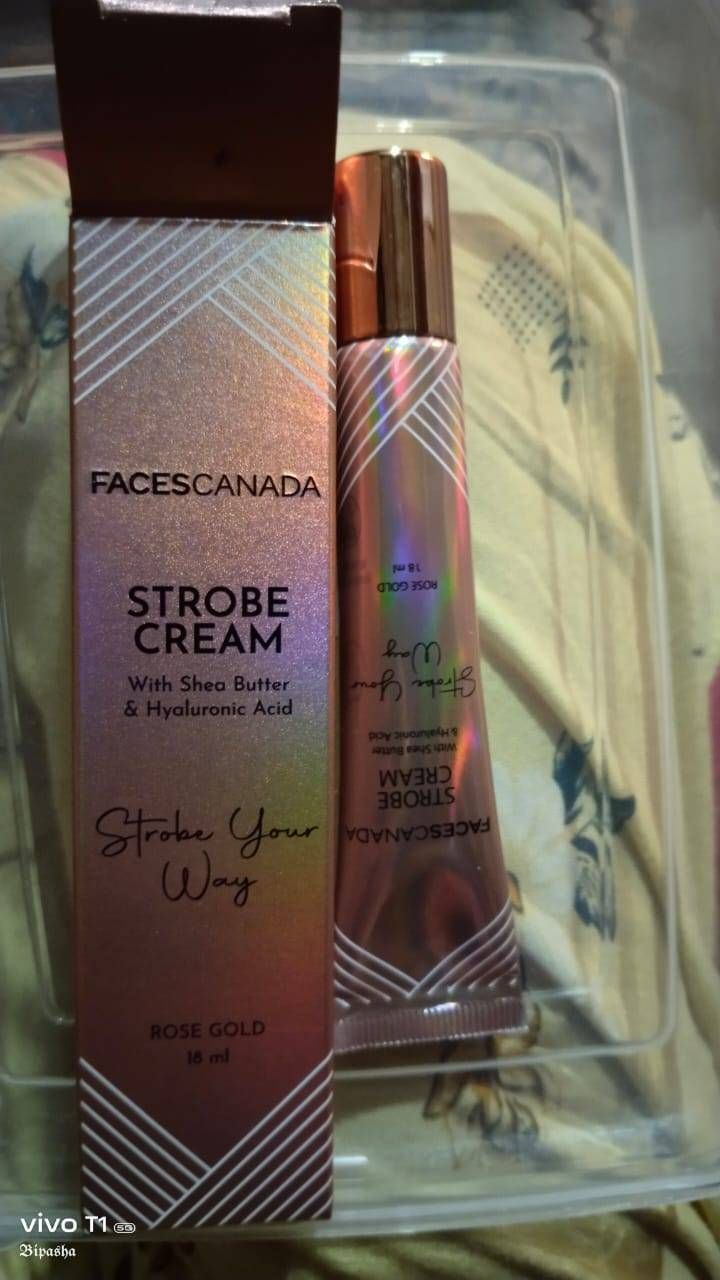 FACESCANADA
STROBE
CREAM
With Shea Butter
& Hyaluronic Acid
Strobe Your
Way
ROSE GOLD
18 ml
FACESCANADA
STROBE
CREAM
With Shea Butter
& Hyaluronic Acid
Strobe Your
Way
ROSE GOLD
18 ml
vivo T1 5G
Bipasha